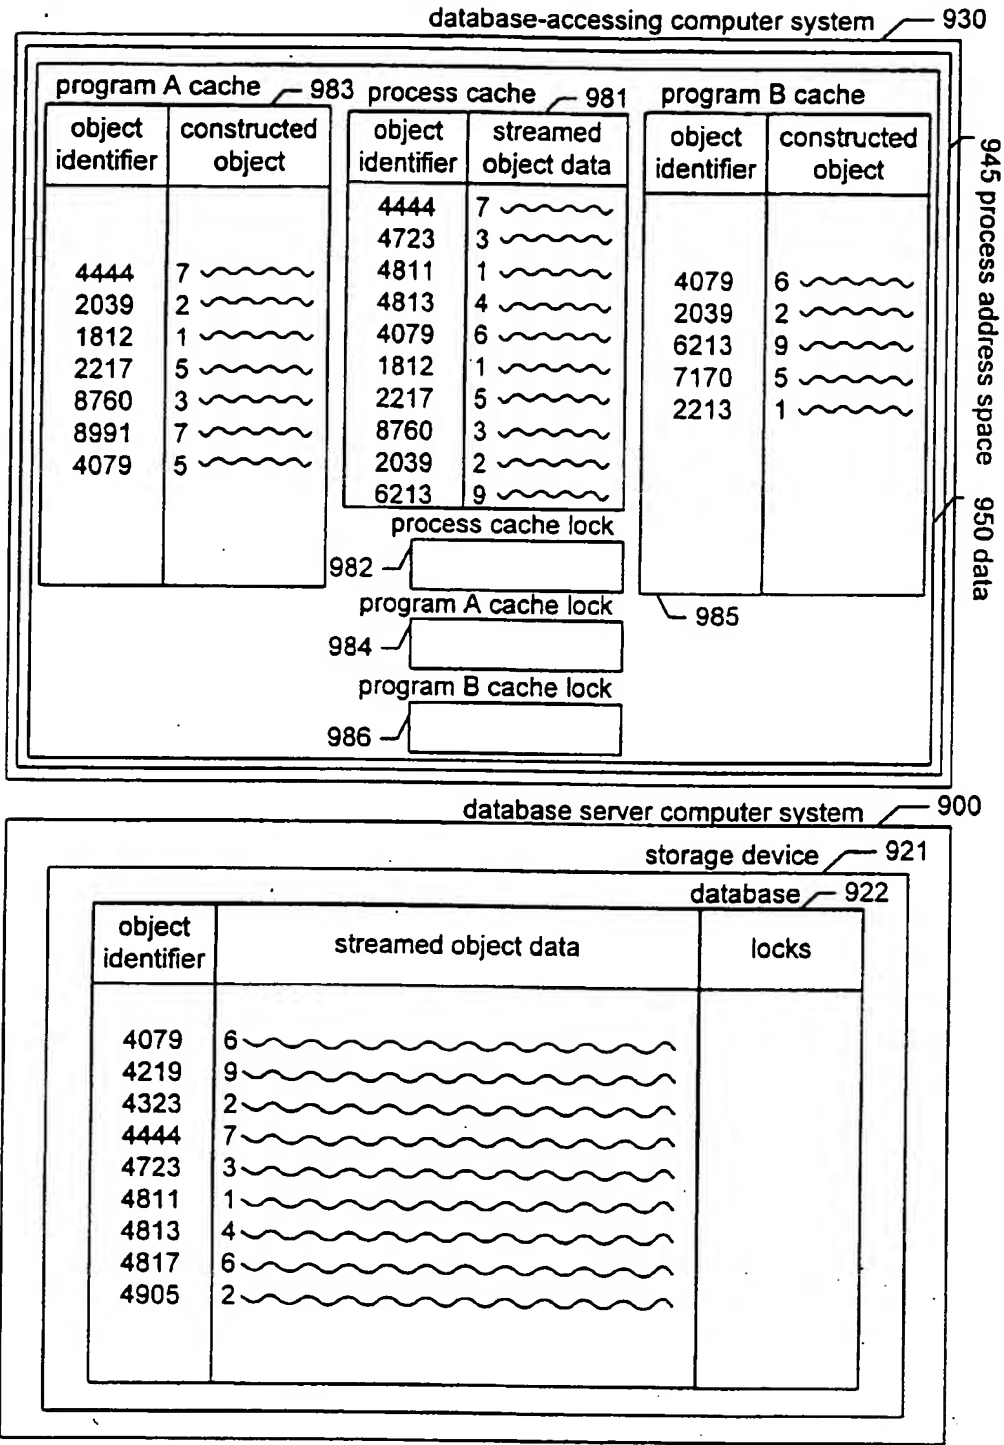 database-accessing computer system 930
program A cache 983
object identifier constructed object
4444 7
2039 2
1812 1
2217 5
8760 3
8991 7
4079 5
process cache 981
object identifier streamed object data
4444 7
4723 3
4811 1
4813 4
4079 6
1812 1
2217 5
8760 3
2039 2
6213 9
program B cache
object identifier constructed object
4079 6
2039 2
6213 9
7170 5
2213 1
985
process cache lock
982
program A cache lock
984
program B cache lock
986
945 process address space
950 data
database server computer system 900
storage device 921
database 922
object identifier streamed object data locks
4079 6
4219 9
4323 2
4444 7
4723 3
4811 1
4813 4
4817 6
4905 2